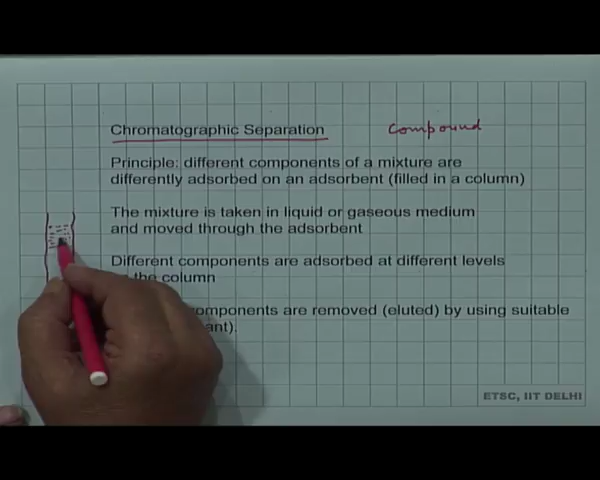 Chromatographic Separation compound
Principle: different components of a mixture are
differently adsorbed on an adsorbent (filled in a column)
The mixture is taken in liquid or gaseous medium
and moved through the adsorbent
Different components are adsorbed at different levels
the column
components are removed (eluted) by using suitable
ETSC, IIT DELHI